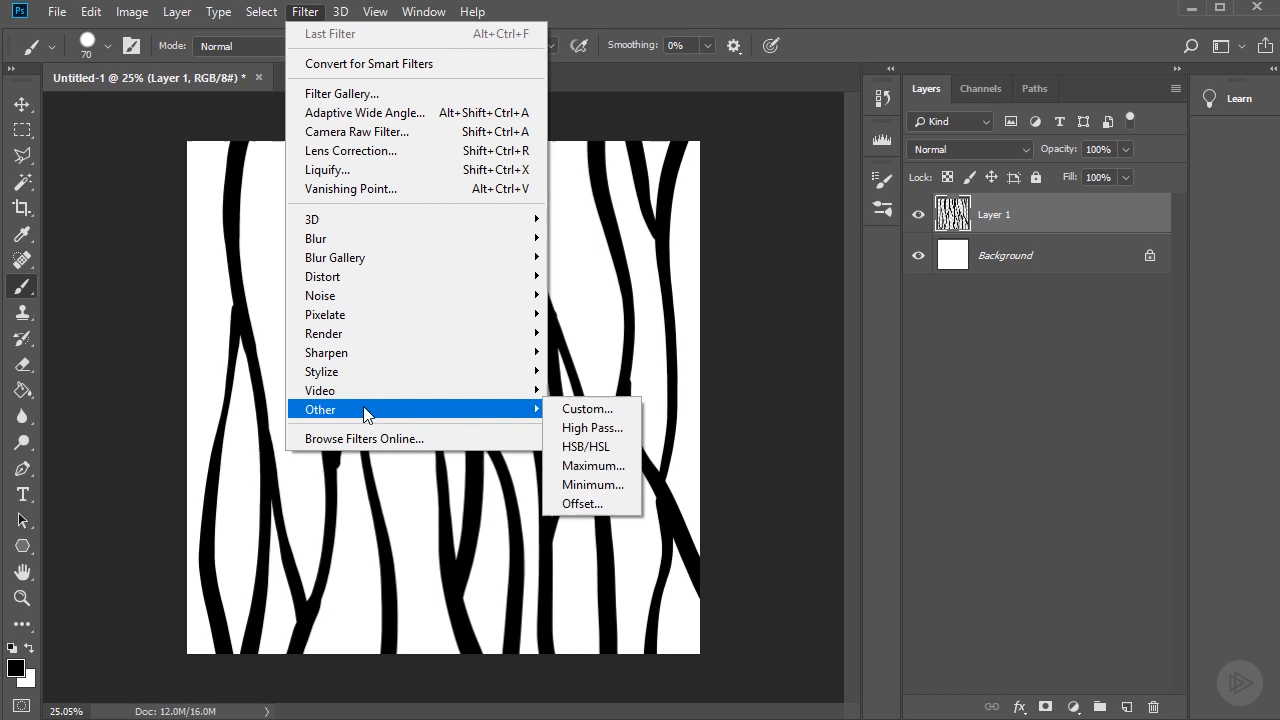 Ps File Edit Image Layer Type Select Filter 3D View Window Help
70 Mode: Normal Smoothing: 0%
Untitled-1 @ 25% (Layer 1, RGB/8#) * ×
Last Filter Alt+Ctrl+F
Convert for Smart Filters
Filter Gallery...
Adaptive Wide Angle... Alt+Shift+Ctrl+A
Camera Raw Filter... Shift+Ctrl+A
Lens Correction... Shift+Ctrl+R
Liquify... Shift+Ctrl+X
Vanishing Point... Alt+Ctrl+V
3D
Blur
Blur Gallery
Distort
Noise
Pixelate
Render
Sharpen
Stylize
Video
Other
Browse Filters Online...
Custom...
High Pass...
HSB/HSL
Maximum...
Minimum...
Offset...
Layers Channels Paths
Learn
Kind
Normal Opacity: 100%
Lock: Fill: 100%
Layer 1
Background
25.05% Doc: 12.0M/16.0M